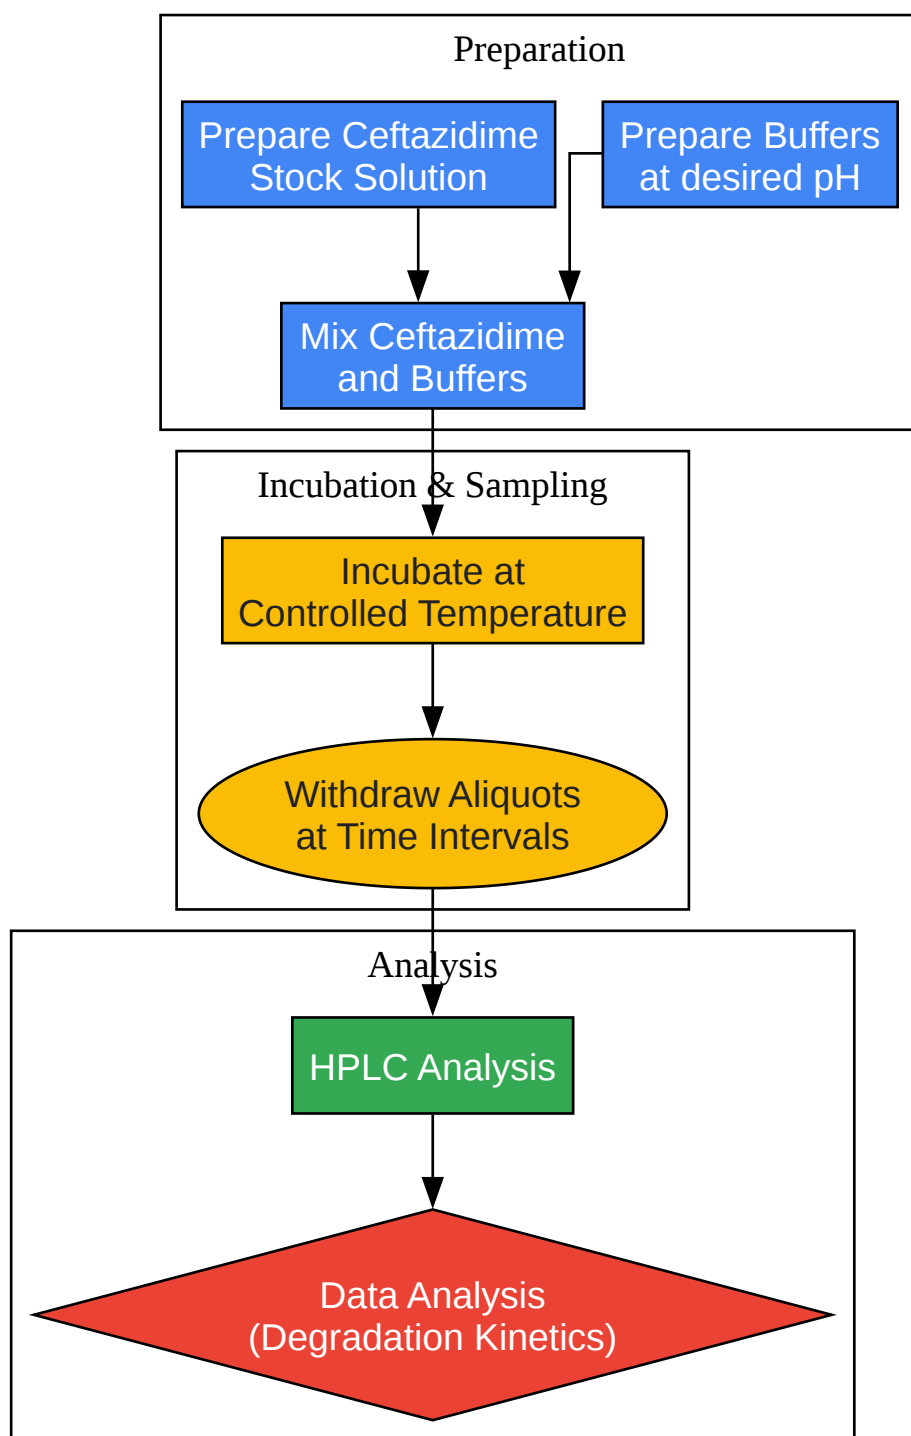 Preparation
Prepare Ceftazidime
Stock Solution
Prepare Buffers
at desired pH
Mix Ceftazidime
and Buffers
Incubation & Sampling
Incubate at
Controlled Temperature
Withdraw Aliquots
at Time Intervals
Analysis
HPLC Analysis
Data Analysis
(Degradation Kinetics)